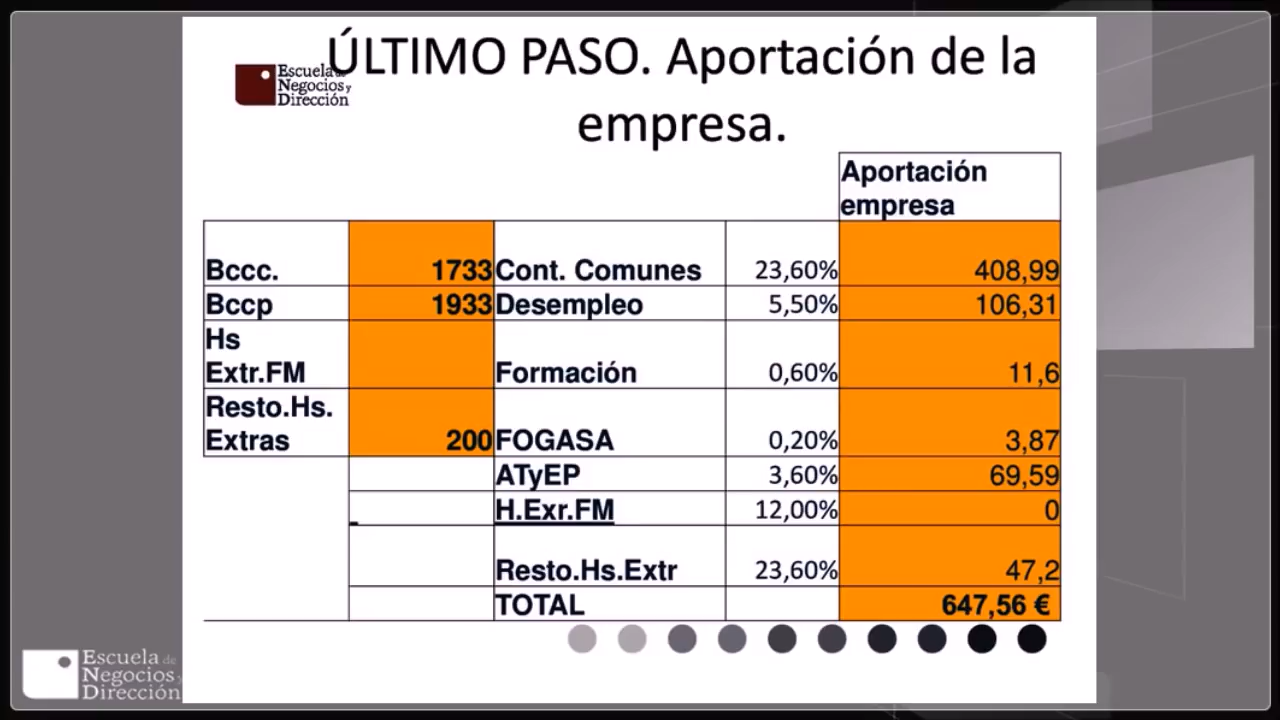 ÚLTIMO PASO. Aportación de la
empresa.
Escuela de
Negocios y
Dirección
Aportación
empresa
Bccc. 1733 Cont. Comunes 23,60% 408,99
Bccp 1933 Desempleo 5,50% 106,31
Hs
Extr.FM Formación 0,60% 11,6
Resto.Hs.
Extras 200 FOGASA 0,20% 3,87
ATyEP 3,60% 69,59
H.Exr.FM 12,00% 0
Resto.Hs.Extr 23,60% 47,2
TOTAL 647,56 €
Escuela de
Negocios y
Dirección